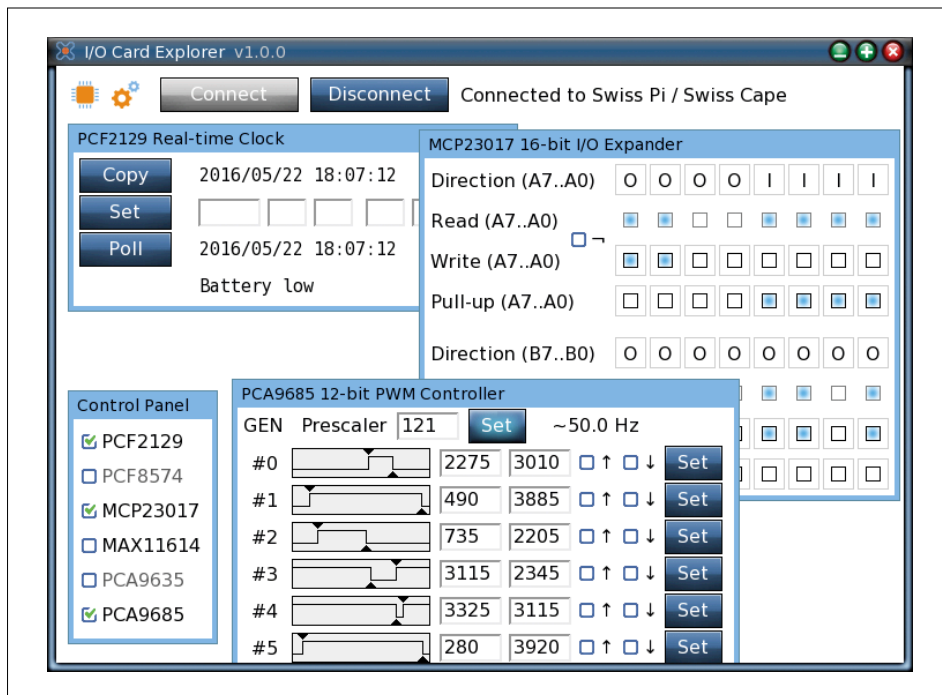 I/O Card Explorer v1.0.0
Connect Disconnect Connected to Swiss Pi / Swiss Cape
PCF2129 Real-time Clock
Copy 2016/05/22 18:07:12
Set
Poll 2016/05/22 18:07:12
Battery low
MCP23017 16-bit I/O Expander
Direction (A7..A0) O O O O I I I I
Read (A7..A0)
¬
Write (A7..A0)
Pull-up (A7..A0)
Direction (B7..B0) O O O O O O O O
Control Panel
PCF2129
PCF8574
MCP23017
MAX11614
PCA9635
PCA9685
PCA9685 12-bit PWM Controller
GEN Prescaler 121 Set ~50.0 Hz
#0 2275 3010 ↑ ↓ Set
#1 490 3885 ↑ ↓ Set
#2 735 2205 ↑ ↓ Set
#3 3115 2345 ↑ ↓ Set
#4 3325 3115 ↑ ↓ Set
#5 280 3920 ↑ ↓ Set